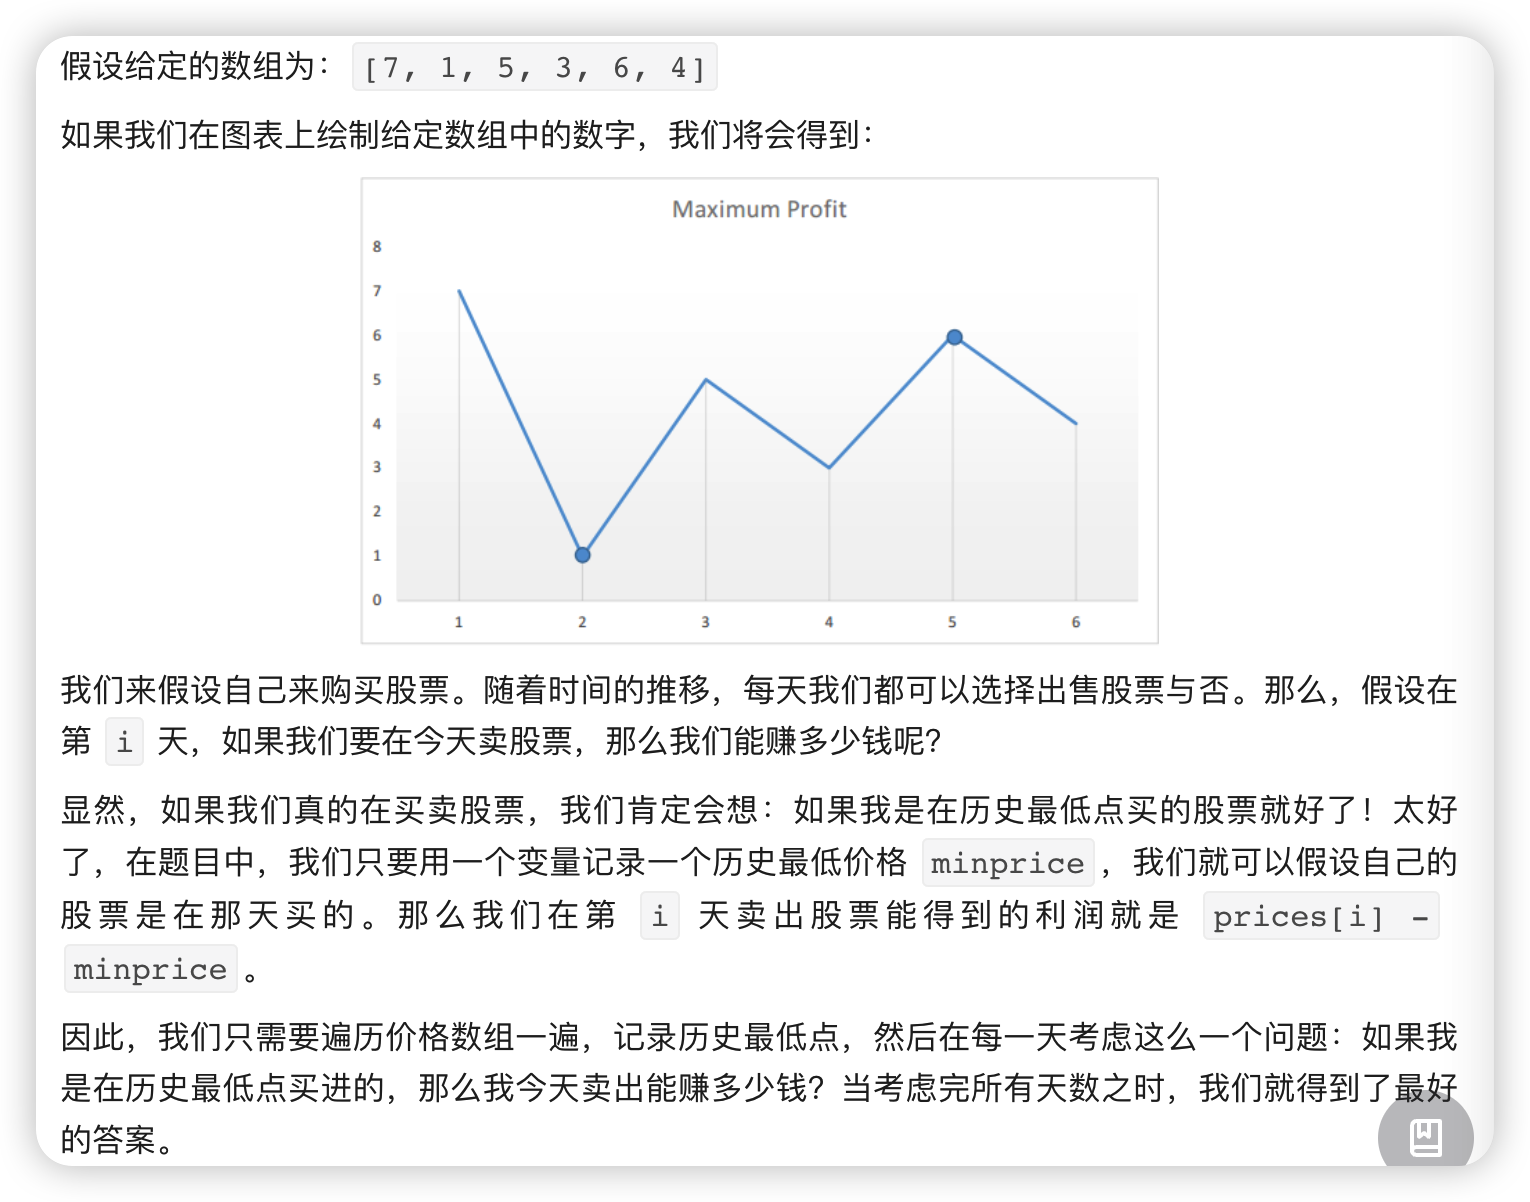 假设给定的数组为：[7, 1, 5, 3, 6, 4]
如果我们在图表上绘制给定数组中的数字，我们将会得到：
Maximum Profit
8
7
6
5
4
3
2
1
0
1 2 3 4 5 6
我们来假设自己来购买股票。随着时间的推移，每天我们都可以选择出售股票与否。那么，假设在
第 i 天，如果我们要在今天卖股票，那么我们能赚多少钱呢？
显然，如果我们真的在买卖股票，我们肯定会想：如果我是在历史最低点买的股票就好了！太好
了，在题目中，我们只要用一个变量记录一个历史最低价格 minprice，我们就可以假设自己的
股票是在那天买的。那么我们在第 i 天卖出股票能得到的利润就是 prices[i] -
minprice。
因此，我们只需要遍历价格数组一遍，记录历史最低点，然后在每一天考虑这么一个问题：如果我
是在历史最低点买进的，那么我今天卖出能赚多少钱？当考虑完所有天数之时，我们就得到了最好
的答案。